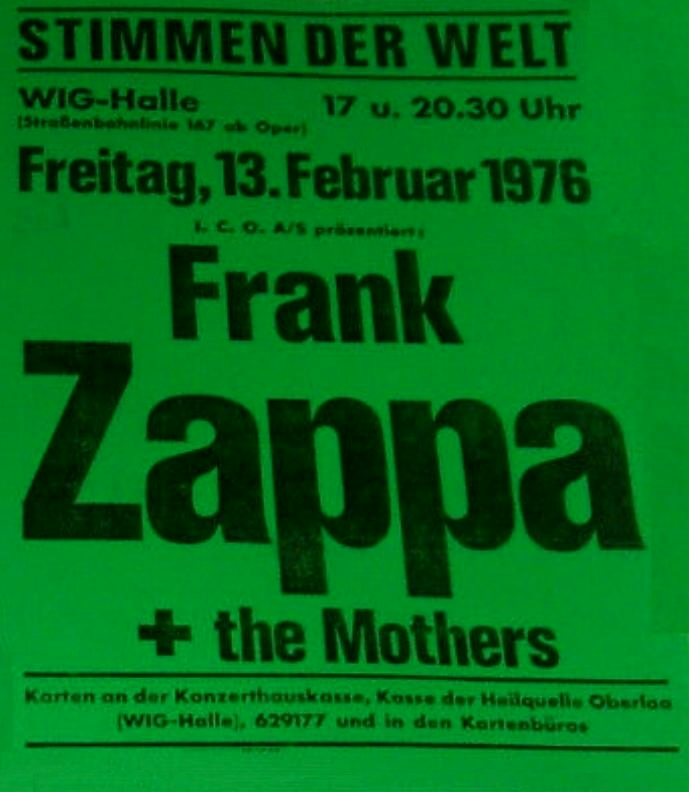 STIMMEN DER WELT
WIG-Halle 17 u. 20.30 Uhr
(Straßenbahnlinie 167 ab Oper)
Freitag, 13. Februar 1976
I. C. O. A/S präsentiert:
Frank
Zappa
+ the Mothers
Karten an der Konzerthauskasse, Kasse der Heilquelle Oberlaa
(WIG-Halle), 629177 und in den Kartenbüros